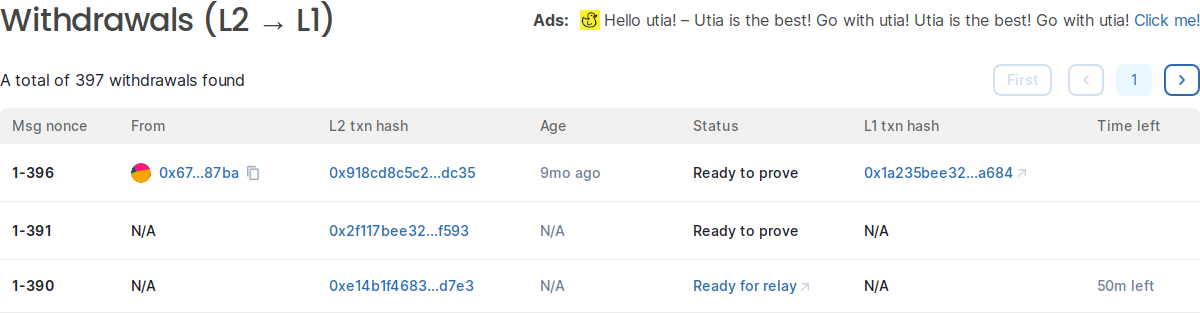 Withdrawals (L2 → L1)
Ads: Hello utia! – Utia is the best! Go with utia! Utia is the best! Go with utia! Click me!
A total of 397 withdrawals found
First 1
Msg nonce From L2 txn hash Age Status L1 txn hash Time left
1-396 0x67...87ba 0x918cd8c5c2...dc35 9mo ago Ready to prove 0x1a235bee32...a684
1-391 N/A 0x2f117bee32...f593 N/A Ready to prove N/A
1-390 N/A 0xe14b1f4683...d7e3 N/A Ready for relay N/A 50m left